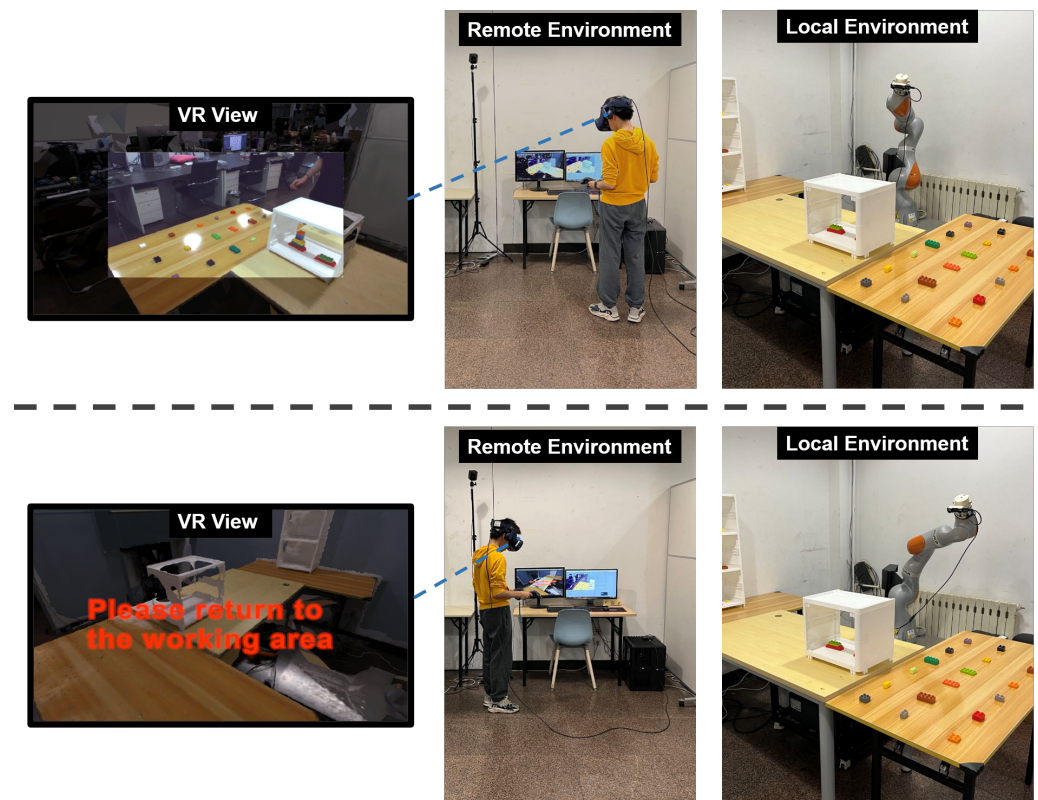 VR View
Remote Environment
Local Environment
VR View
Please return to
the working area
Remote Environment
Local Environment